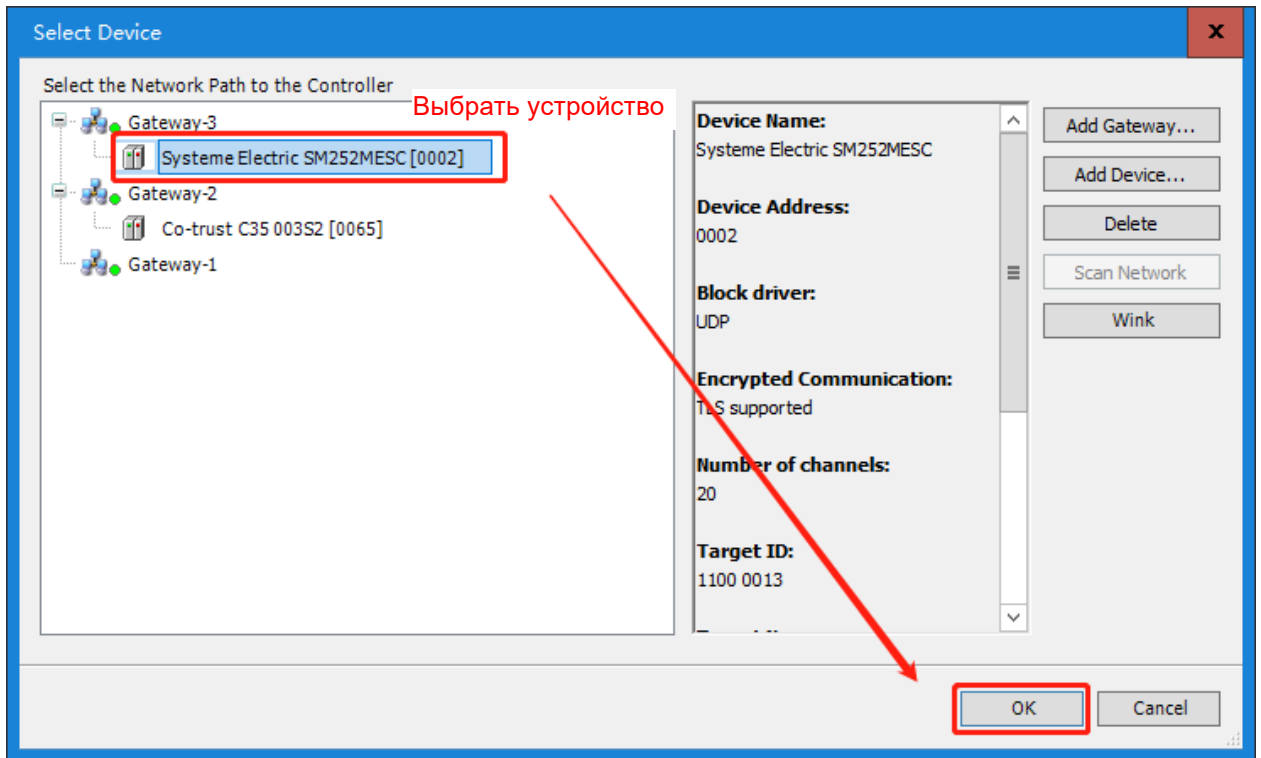 Select Device
x
Select the Network Path to the Controller
Выбрать устройство
Gateway-3
Systeme Electric SM252MESC [0002]
Gateway-2
Co-trust C35 003S2 [0065]
Gateway-1
Device Name:
Systeme Electric SM252MESC
Device Address:
0002
Block driver:
UDP
Encrypted Communication:
TLS supported
Number of channels:
20
Target ID:
1100 0013
Add Gateway...
Add Device...
Delete
Scan Network
Wink
OK
Cancel